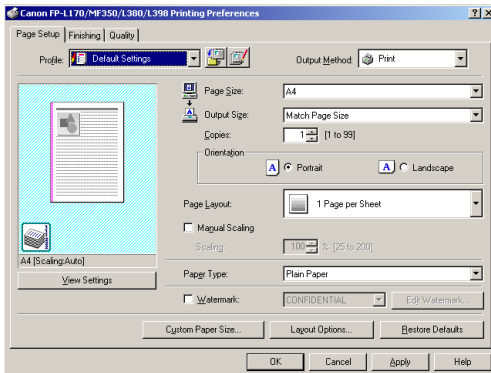 Canon FP-L170/MF350/L380/L398 Printing Preferences
Page Setup Finishing Quality
Profile: Default Settings Output Method: Print
Page Size: A4
Output Size: Match Page Size
Copies: 1 [1 to 99]
Orientation
A Portrait A Landscape
Page Layout: 1 Page per Sheet
Manual Scaling
Scaling 100 % [25 to 200]
A4 [Scaling:Auto]
View Settings
Paper Type: Plain Paper
Watermark: CONFIDENTIAL Edit Watermark...
Custom Paper Size... Layout Options... Restore Defaults
OK Cancel Apply Help